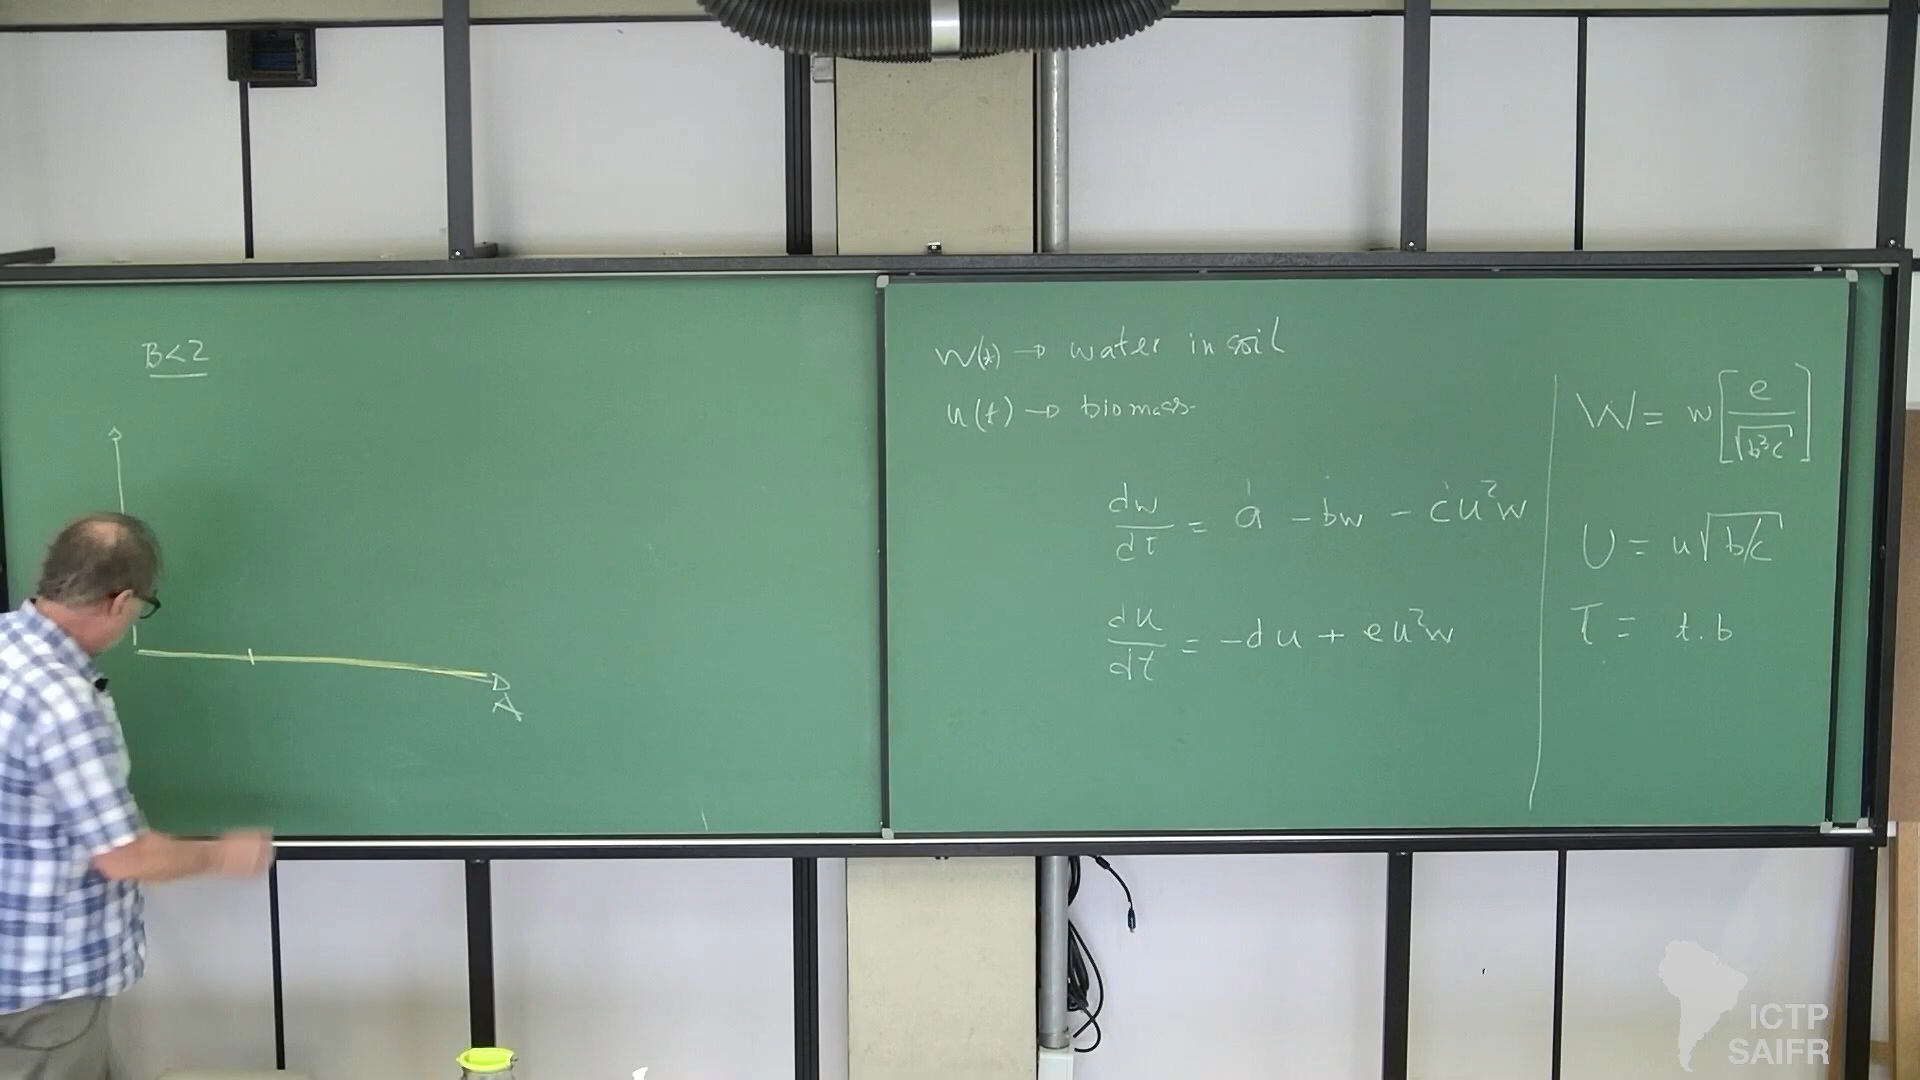 B<2
A
w(t) → water in soil
u(t) → biomass
dw/dt = a - bw - cu²w
du/dt = -du + eu²w
W = w[e/√b³c]
U = u√b/c
τ = t.b
ICTP
SAIFR